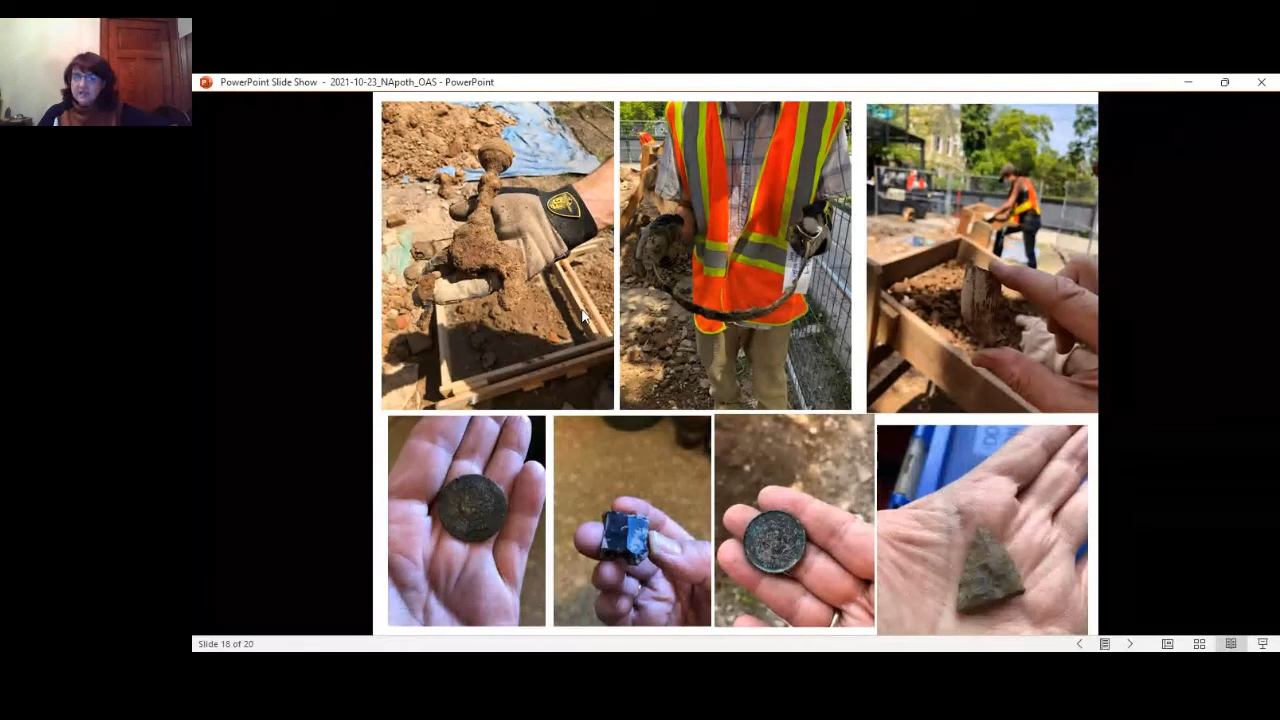 PowerPoint Slide Show - 2021-10-23_NApoth_OAS - PowerPoint
Slide 18 of 20